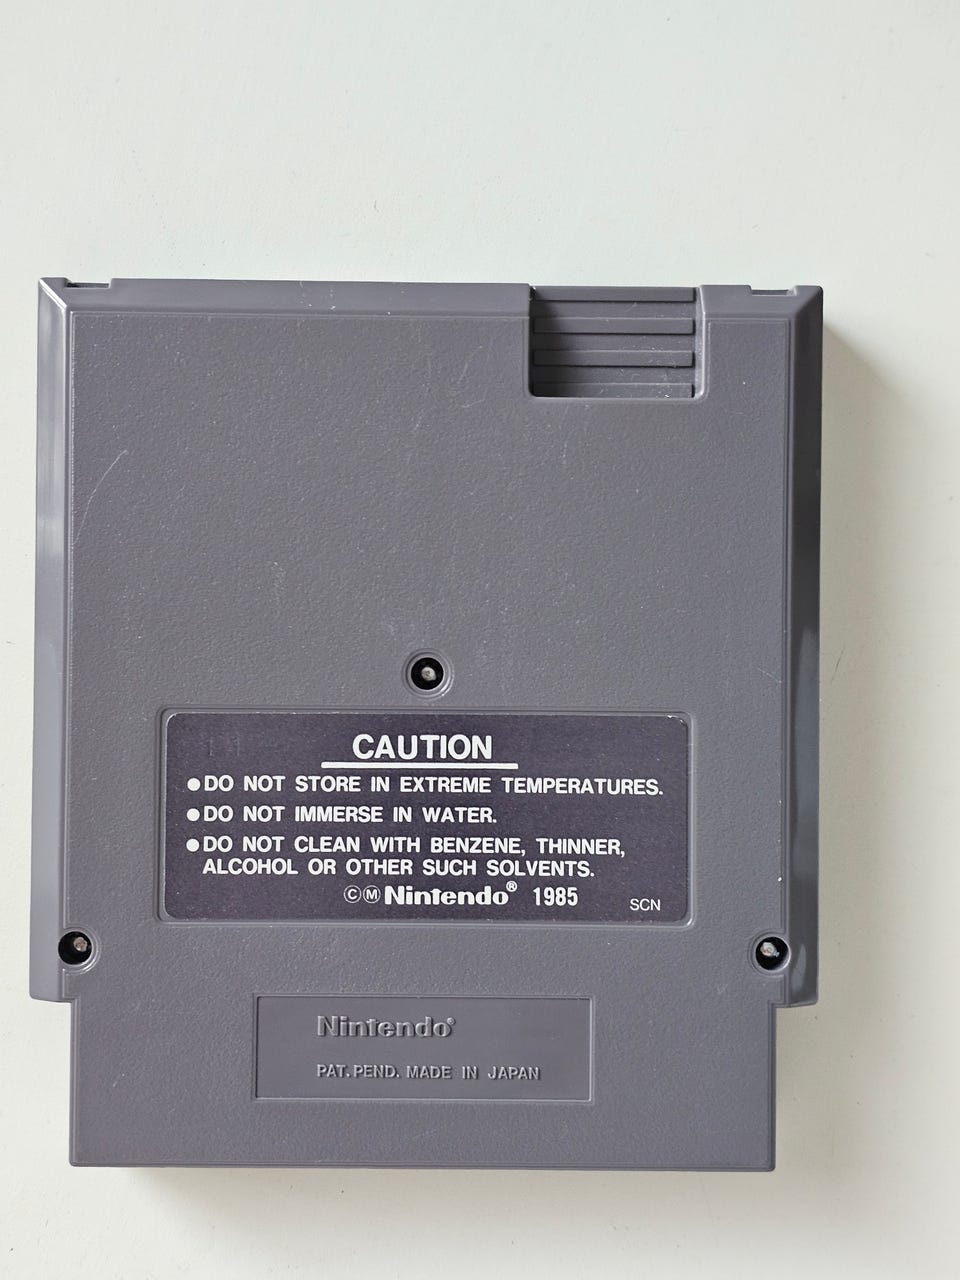 CAUTION
●DO NOT STORE IN EXTREME TEMPERATURES.
●DO NOT IMMERSE IN WATER.
●DO NOT CLEAN WITH BENZENE, THINNER,
ALCOHOL OR OTHER SUCH SOLVENTS.
ⒸⓂNintendo® 1985
SCN
Nintendo®
PAT. PEND. MADE IN JAPAN